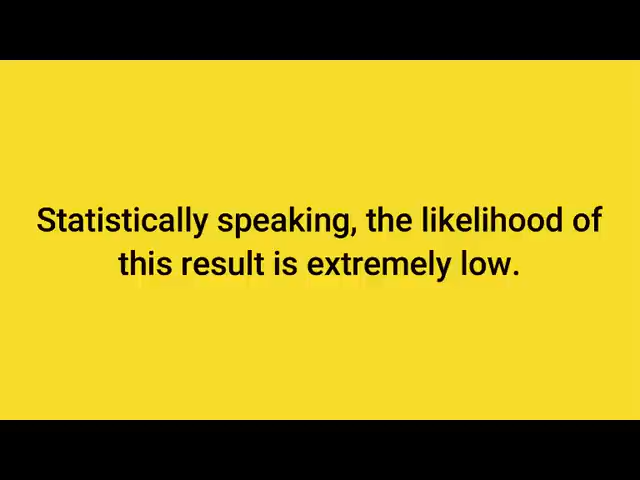 Statistically speaking, the likelihood of
this result is extremely low.